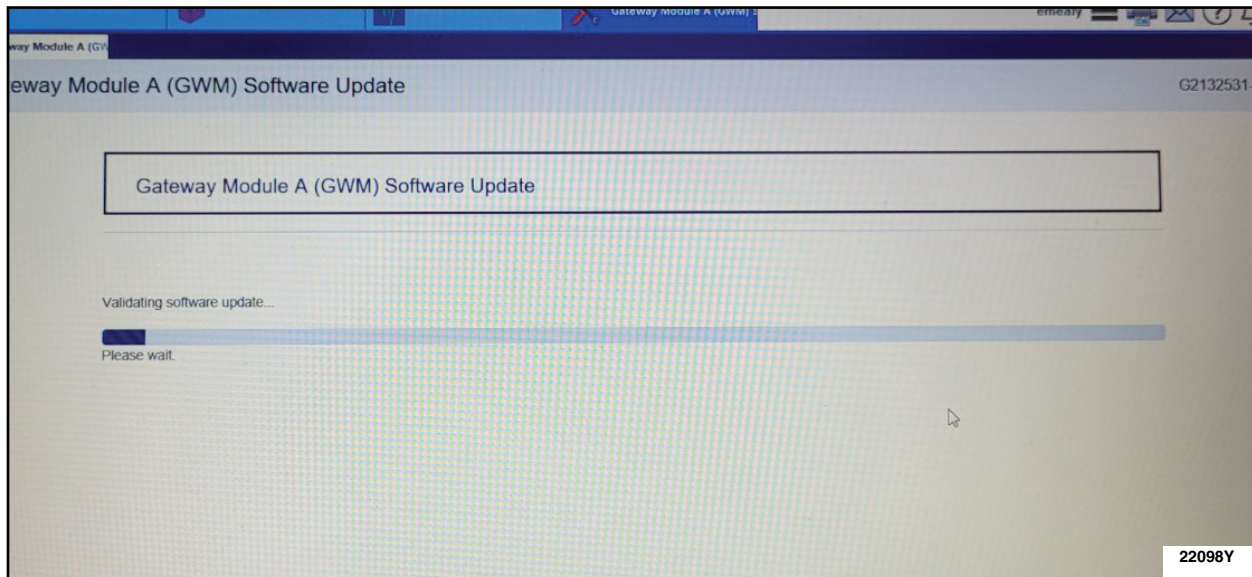 Gateway Module A (GWM) S
emealy
way Module A (GW
eway Module A (GWM) Software Update
G2132531-
Gateway Module A (GWM) Software Update
Validating software update...
Please wait.
22098Y